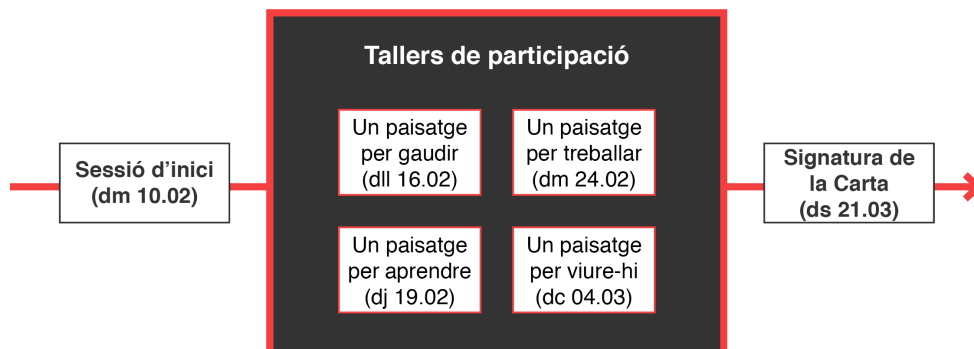 Tallers de participació
Sessió d’inici
(dm 10.02)
Un paisatge
per gaudir
(dll 16.02)
Un paisatge
per treballar
(dm 24.02)
Un paisatge
per aprendre
(dj 19.02)
Un paisatge
per viure-hi
(dc 04.03)
Signatura de
la Carta
(ds 21.03)